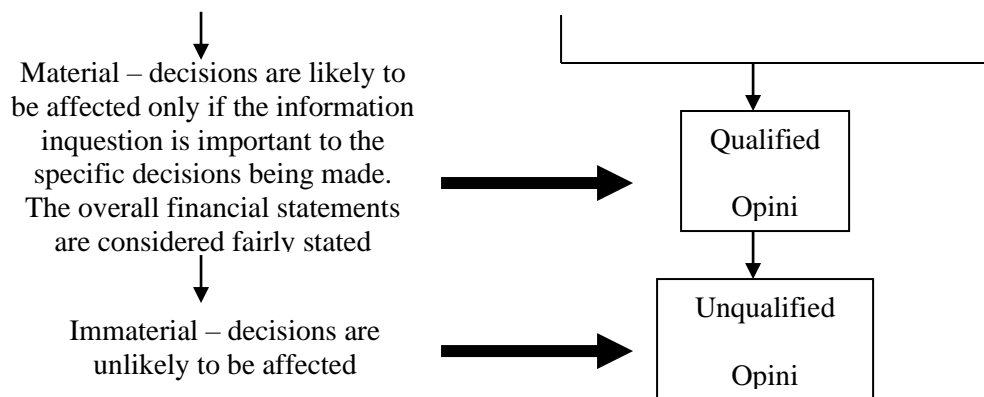 Material – decisions are likely to
be affected only if the information
inquestion is important to the
specific decisions being made.
The overall financial statements
are considered fairly stated
Qualified
Opini
Immaterial – decisions are
unlikely to be affected
Unqualified
Opini